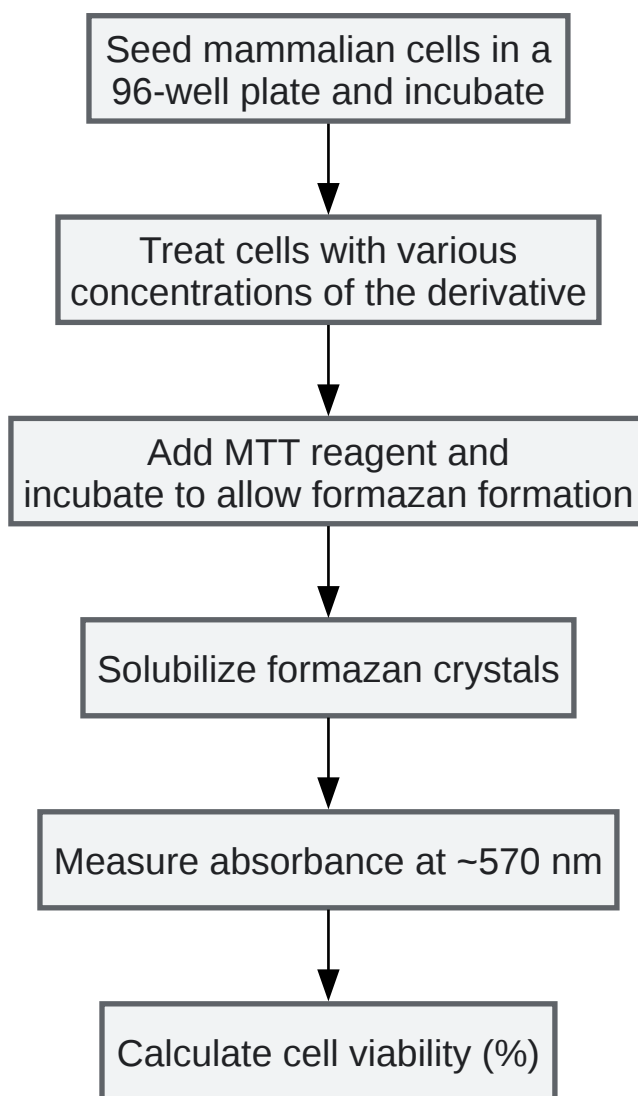 Seed mammalian cells in a
96-well plate and incubate
Treat cells with various
concentrations of the derivative
Add MTT reagent and
incubate to allow formazan formation
Solubilize formazan crystals
Measure absorbance at ~570 nm
Calculate cell viability (%)